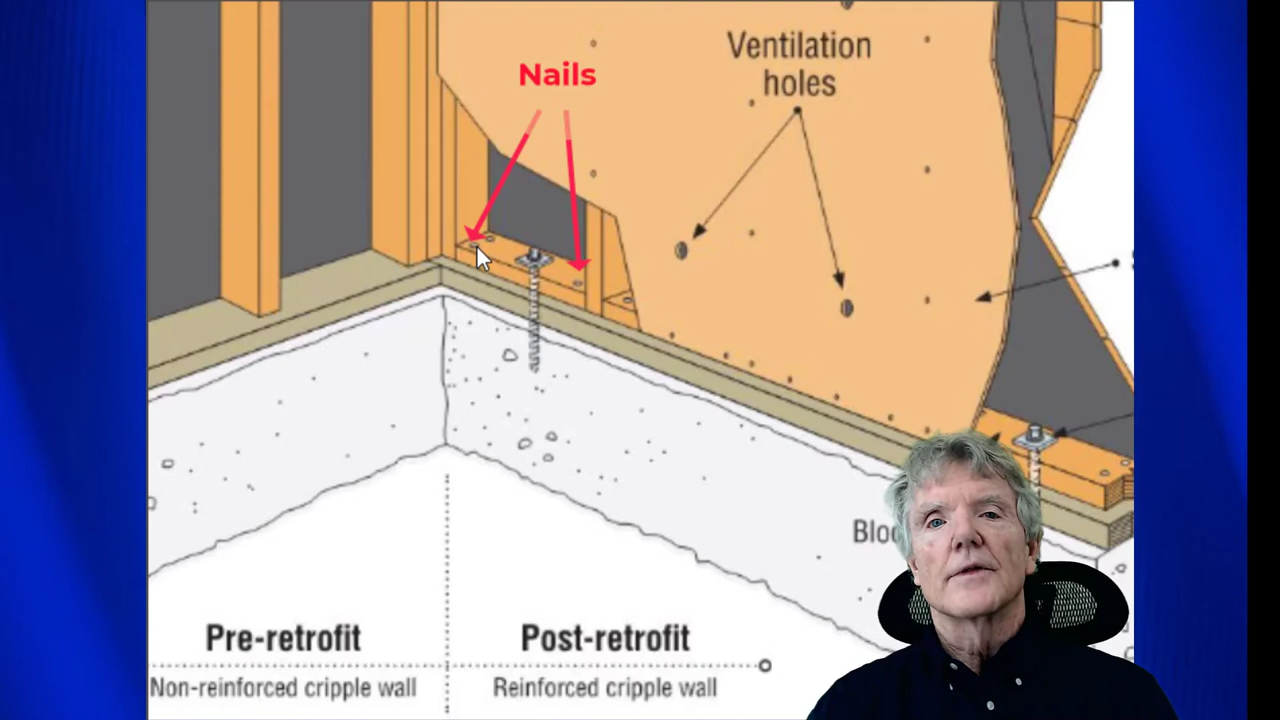 Nails
Ventilation
holes
Pre-retrofit
Post-retrofit
Non-reinforced cripple wall
Reinforced cripple wall